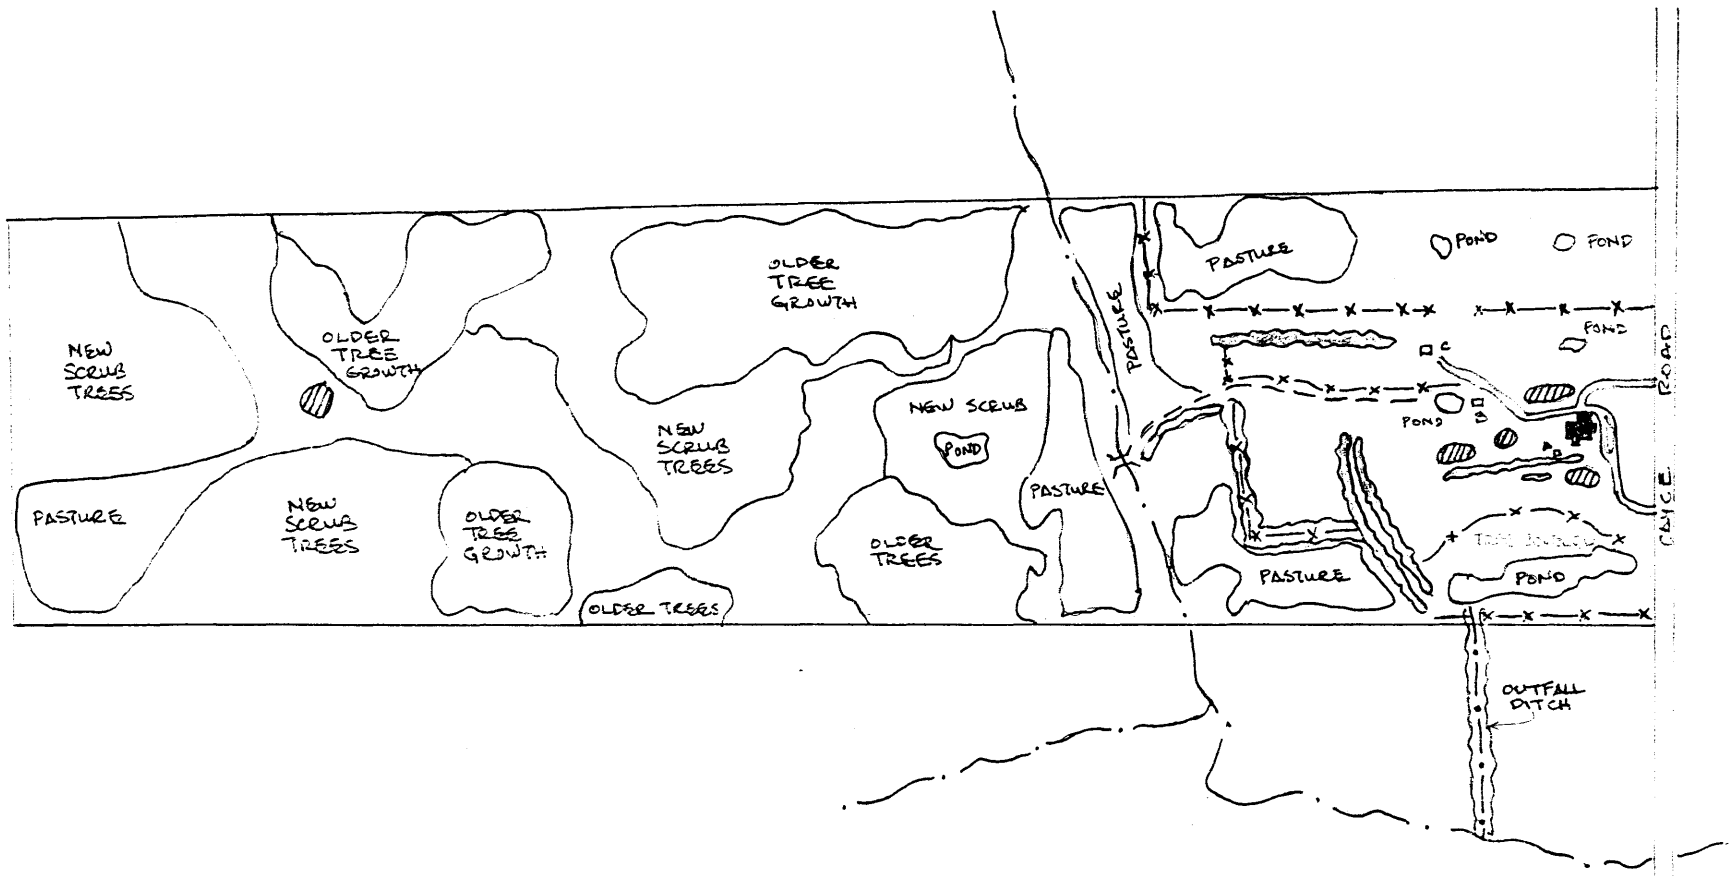 OLDER
TREE
GROWTH
PASTURE
POND
POND
PASTURE
POND
NEW
SCRUB
TREES
OLDER
TREE
GROWTH
C
ROAD
NEW SCRUB
POND
POND
B
NEW
SCRUB
TREES
A
PASTURE
CAYCE
PASTURE
NEW
SCRUB
TREES
OLDER
TREE
GROWTH
OLDER
TREES
PASTURE
POND
OLDER TREES
OUTFALL
DITCH